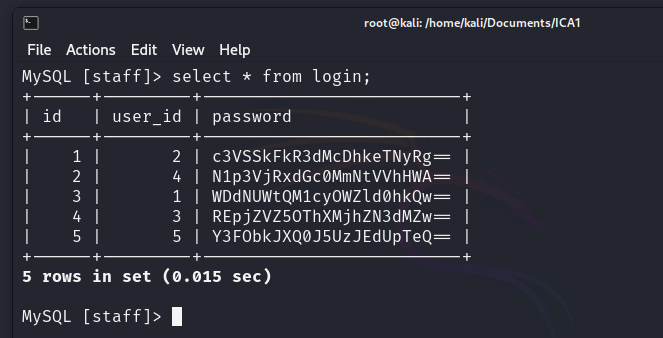 root@kali: /home/kali/Documents/ICA1
File Actions Edit View Help
MySQL [staff]> select * from login;
+------+---------+--------------------------+
| id | user_id | password |
+------+---------+--------------------------+
| 1 | 2 | c3VSSkFkR3dMcDhkeTNyRg== |
| 2 | 4 | N1p3VjRxdGc0MmNtVVhHWA== |
| 3 | 1 | WDdNUWtQM1cyOWZld0hkQw== |
| 4 | 3 | REpjZVZ5OThXMjhZN3dMZw== |
| 5 | 5 | Y3FObkJXQ0J5UzJEdUpTeQ== |
+------+---------+--------------------------+
5 rows in set (0.015 sec)
MySQL [staff]>